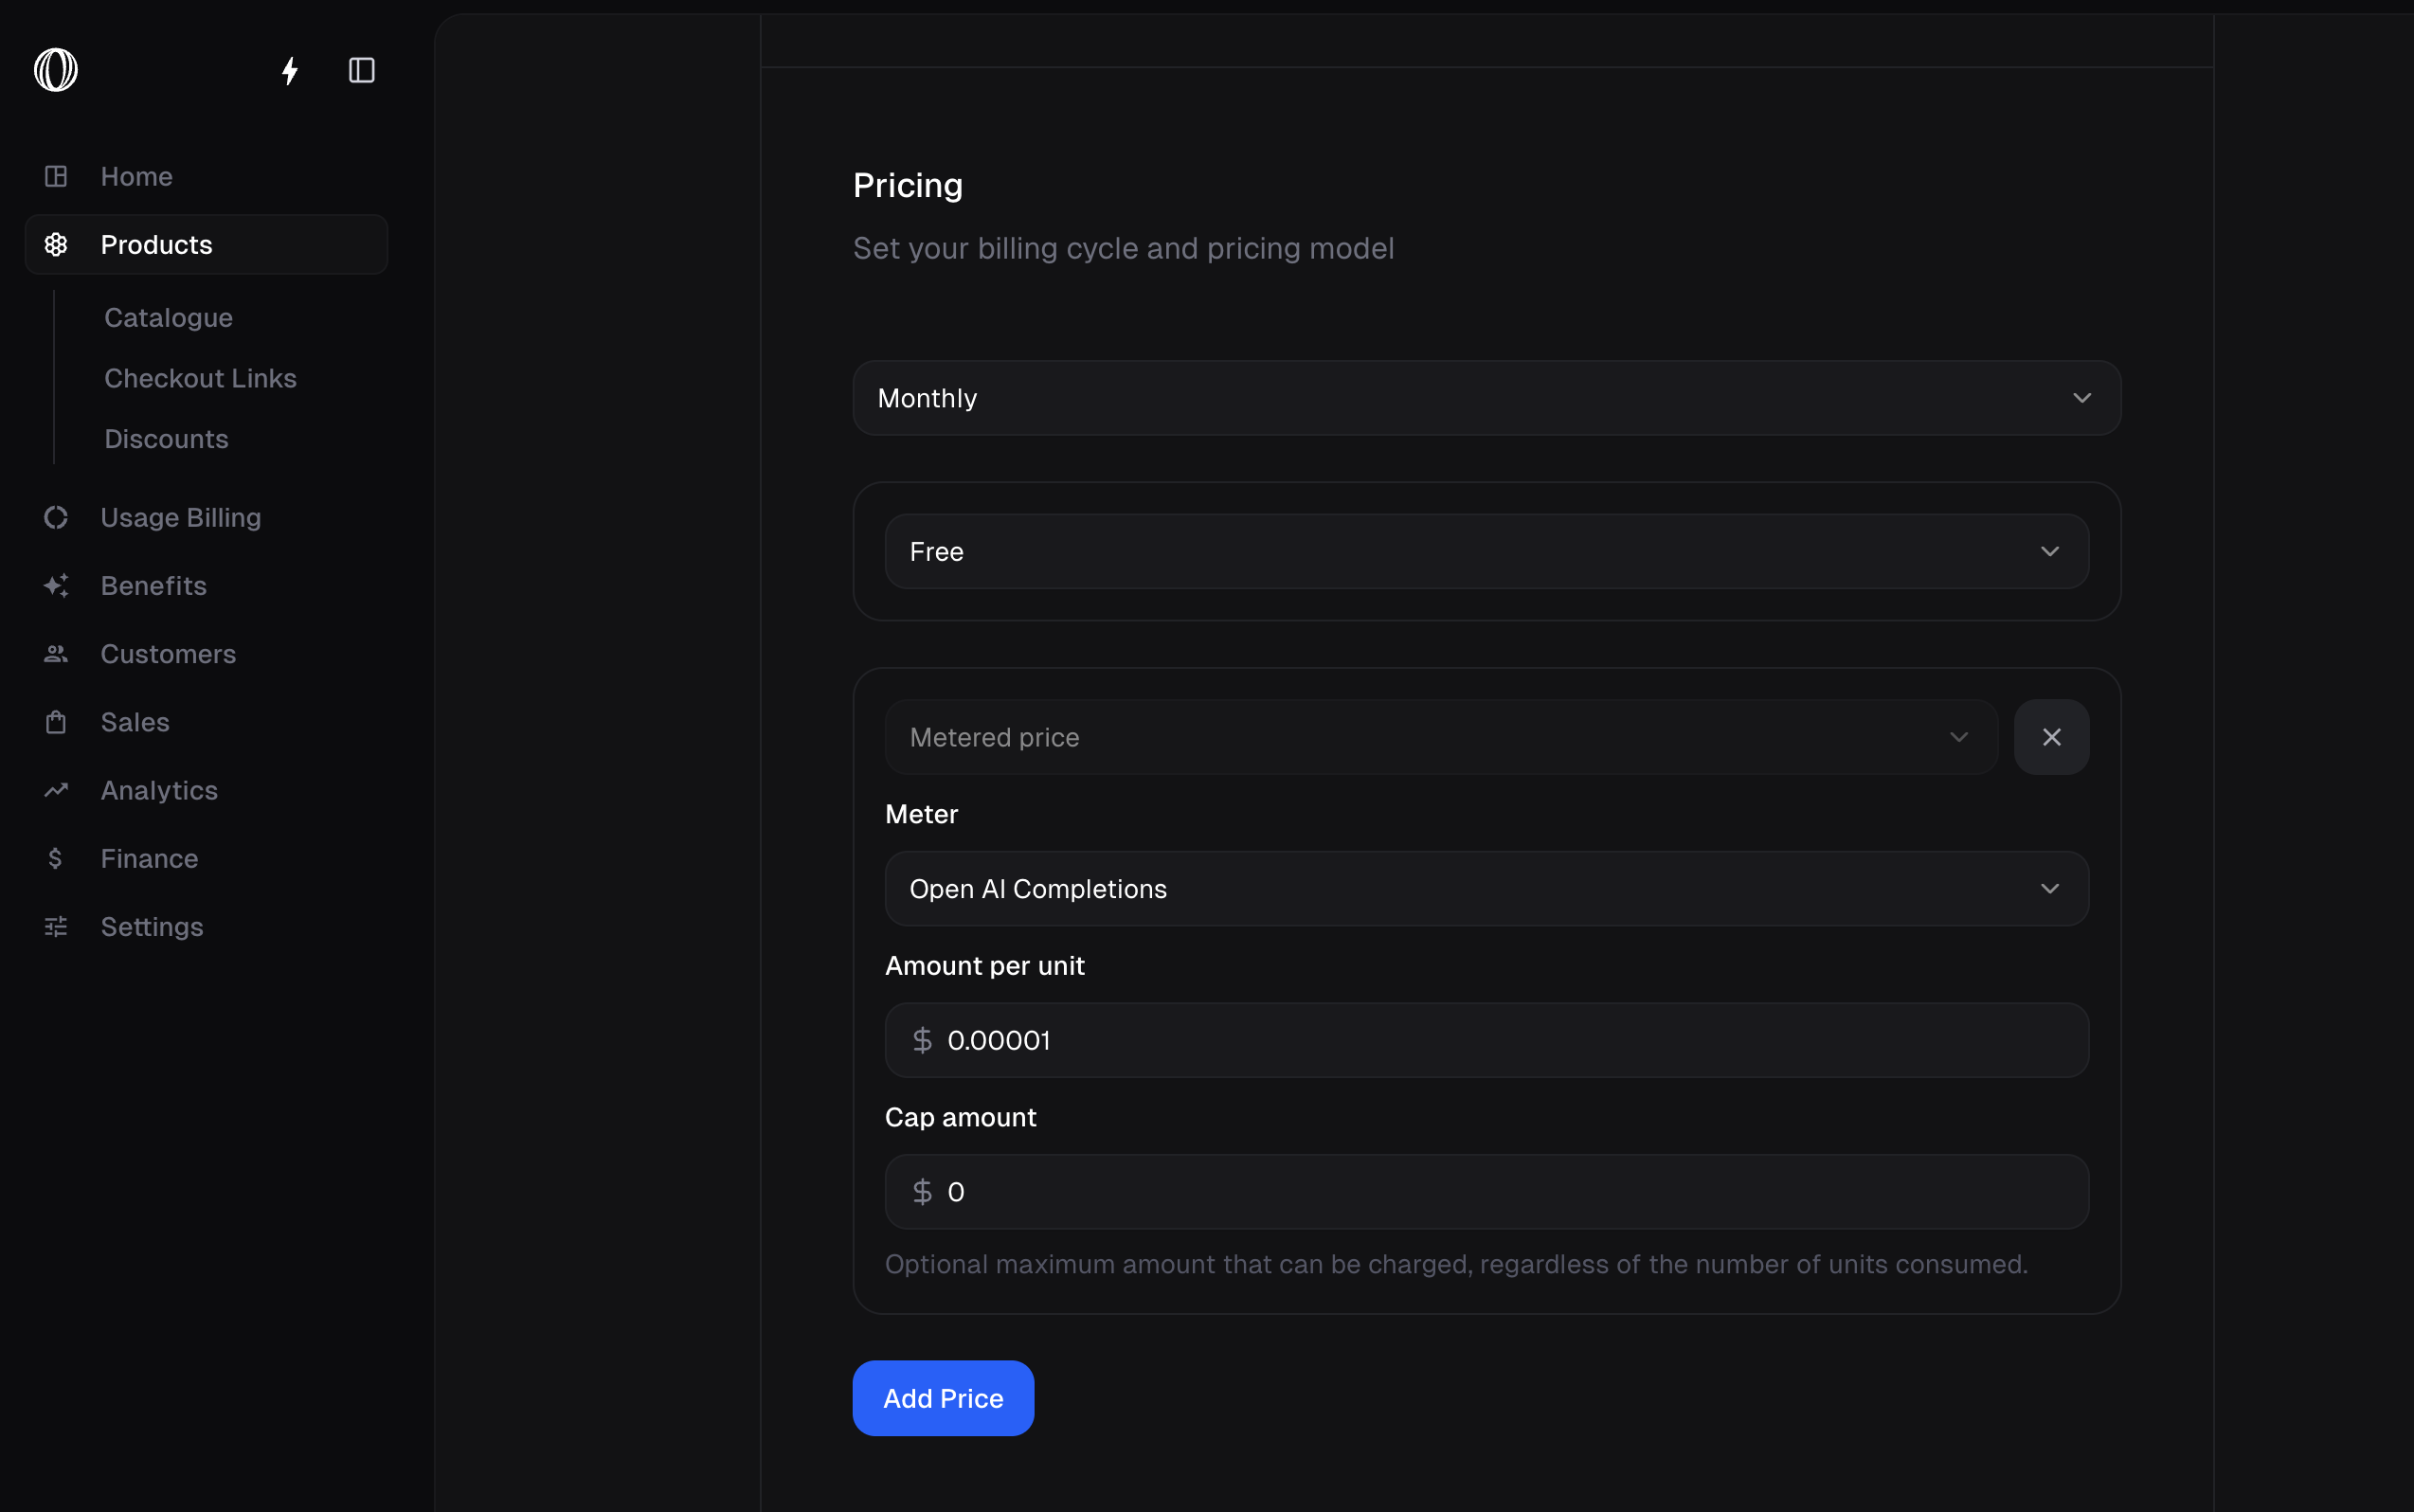 Home
Products
Catalogue
Checkout Links
Discounts
Usage Billing
Benefits
Customers
Sales
Analytics
Finance
Settings
Pricing
Set your billing cycle and pricing model
Monthly
Free
Metered price
Meter
Open AI Completions
Amount per unit
$ 0.00001
Cap amount
$ 0
Optional maximum amount that can be charged, regardless of the number of units consumed.
Add Price